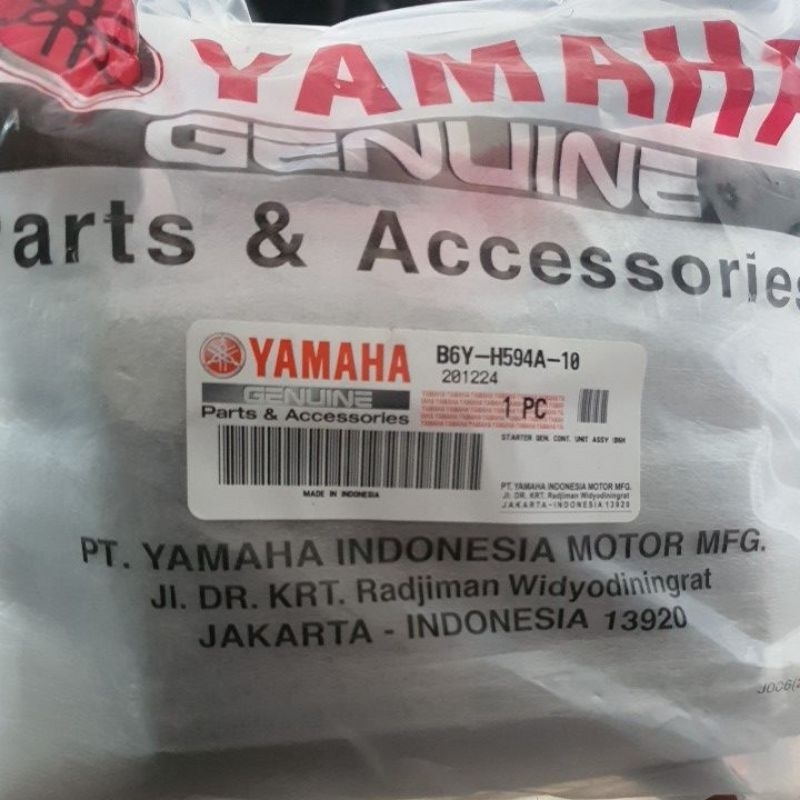 YAMAHA
GENUINE
Parts & Accessories
YAMAHA
GENUINE
Parts & Accessories
MADE IN INDONESIA
B6Y-H594A-10
201224
1 PC
STARTER GEN. CONT. UNIT ASSY (B6H
PT. YAMAHA INDONESIA MOTOR MFG.
Jl. DR. KRT. Radjiman Widyodiningrat
JAKARTA-INDONESIA 13920
PT. YAMAHA INDONESIA MOTOR MFG.
Jl. DR. KRT. Radjiman Widyodiningrat
JAKARTA - INDONESIA 13920